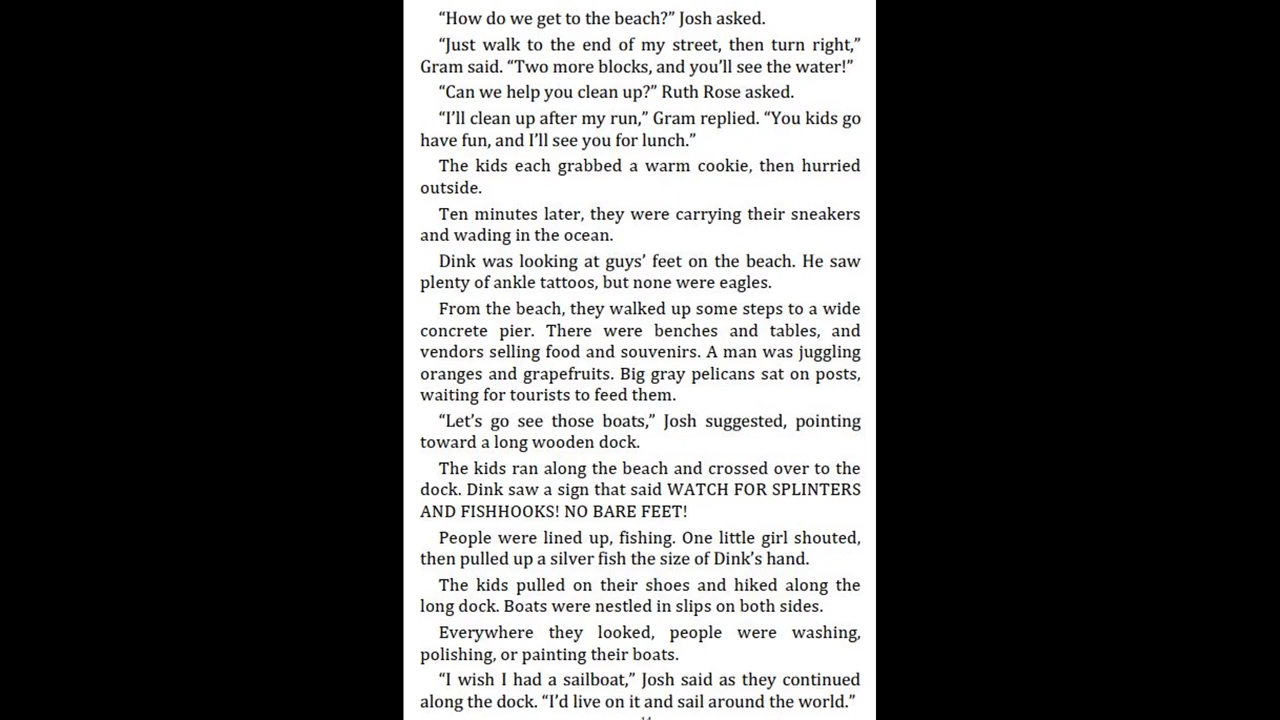 “How do we get to the beach?” Josh asked.
“Just walk to the end of my street, then turn right,”
Gram said. “Two more blocks, and you’ll see the water!”
“Can we help you clean up?” Ruth Rose asked.
“I’ll clean up after my run,” Gram replied. “You kids go
have fun, and I’ll see you for lunch.”
The kids each grabbed a warm cookie, then hurried
outside.
Ten minutes later, they were carrying their sneakers
and wading in the ocean.
Dink was looking at guys’ feet on the beach. He saw
plenty of ankle tattoos, but none were eagles.
From the beach, they walked up some steps to a wide
concrete pier. There were benches and tables, and
vendors selling food and souvenirs. A man was juggling
oranges and grapefruits. Big gray pelicans sat on posts,
waiting for tourists to feed them.
“Let’s go see those boats,” Josh suggested, pointing
toward a long wooden dock.
The kids ran along the beach and crossed over to the
dock. Dink saw a sign that said WATCH FOR SPLINTERS
AND FISHHOOKS! NO BARE FEET!
People were lined up, fishing. One little girl shouted,
then pulled up a silver fish the size of Dink’s hand.
The kids pulled on their shoes and hiked along the
long dock. Boats were nestled in slips on both sides.
Everywhere they looked, people were washing,
polishing, or painting their boats.
“I wish I had a sailboat,” Josh said as they continued
along the dock. “I’d live on it and sail around the world.”